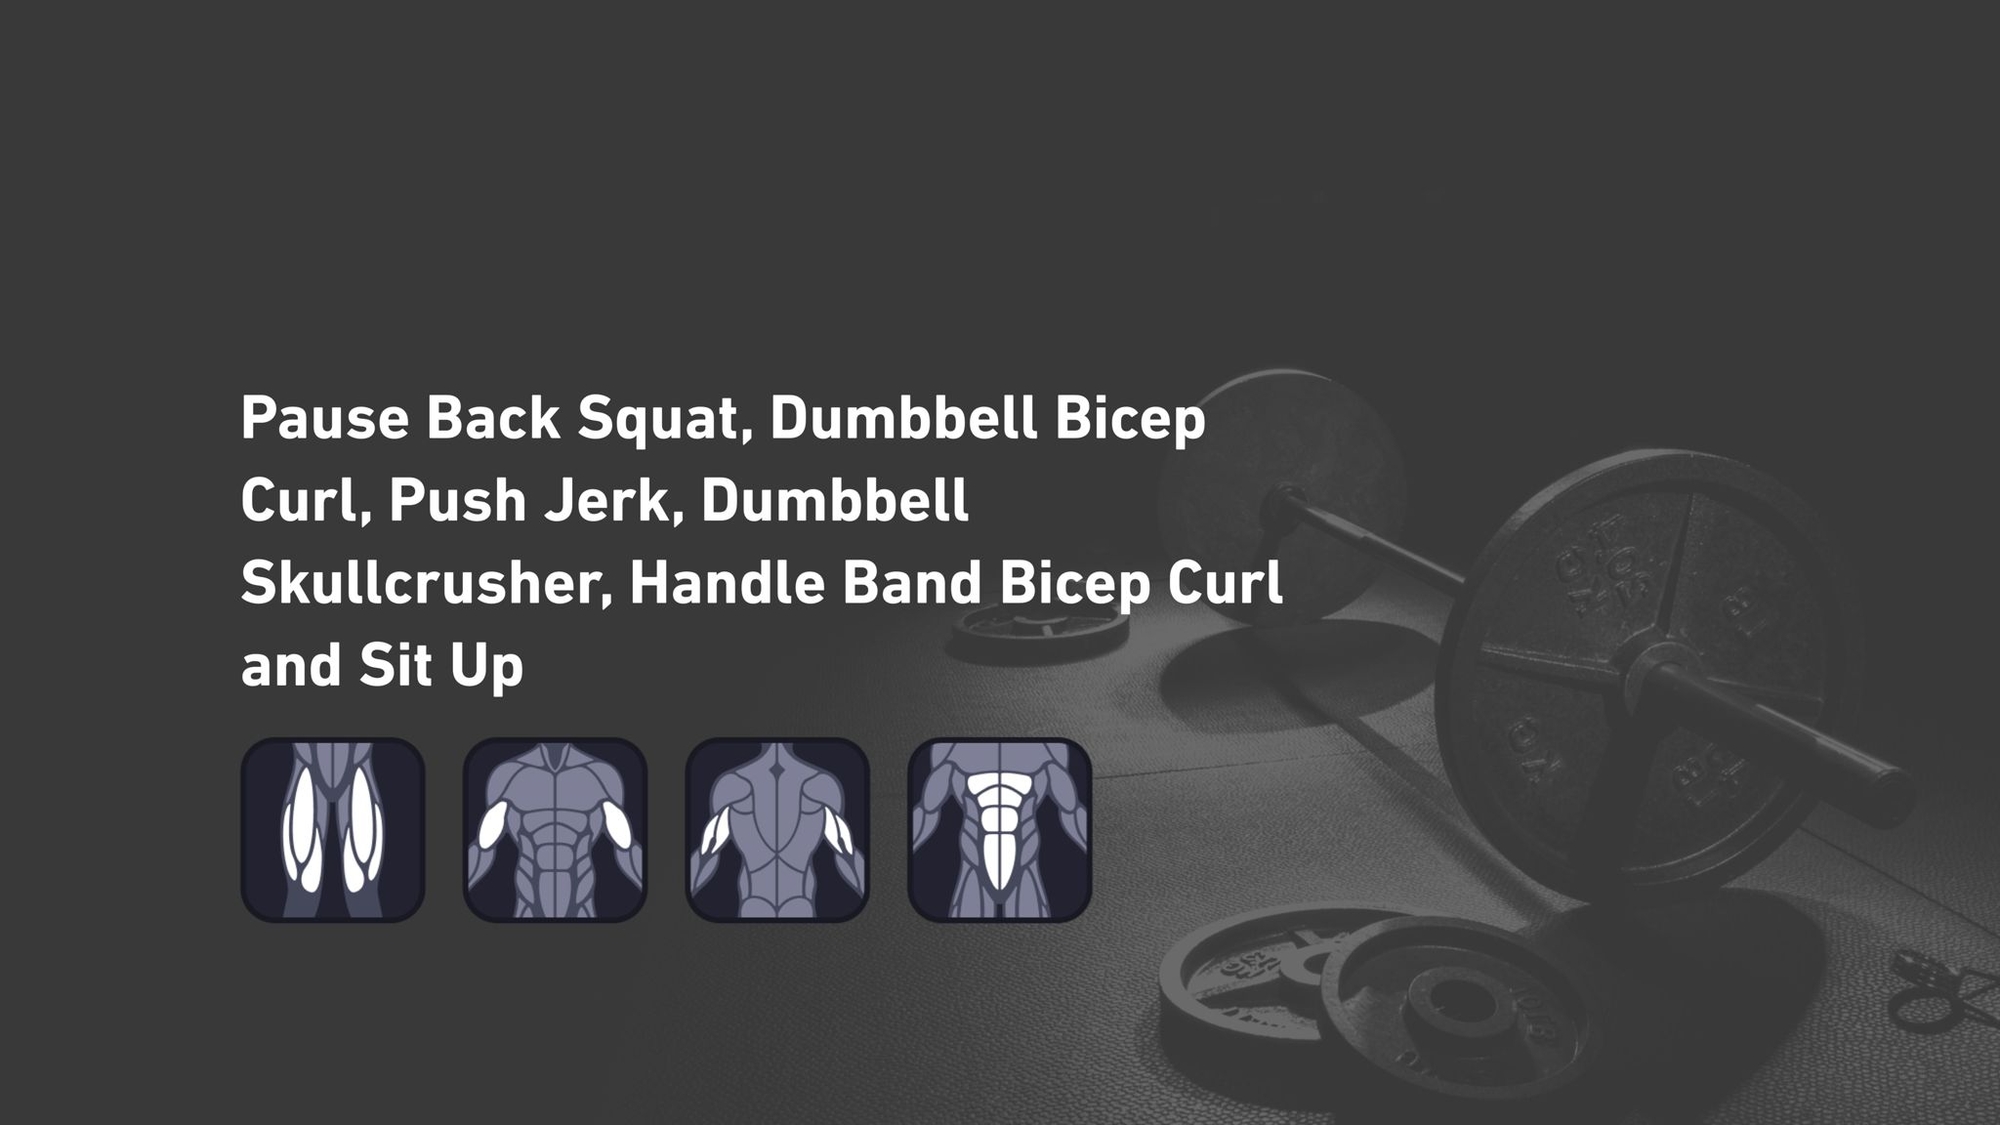 Pause Back Squat, Dumbbell Bicep
Curl, Push Jerk, Dumbbell
Skullcrusher, Handle Band Bicep Curl
and Sit Up